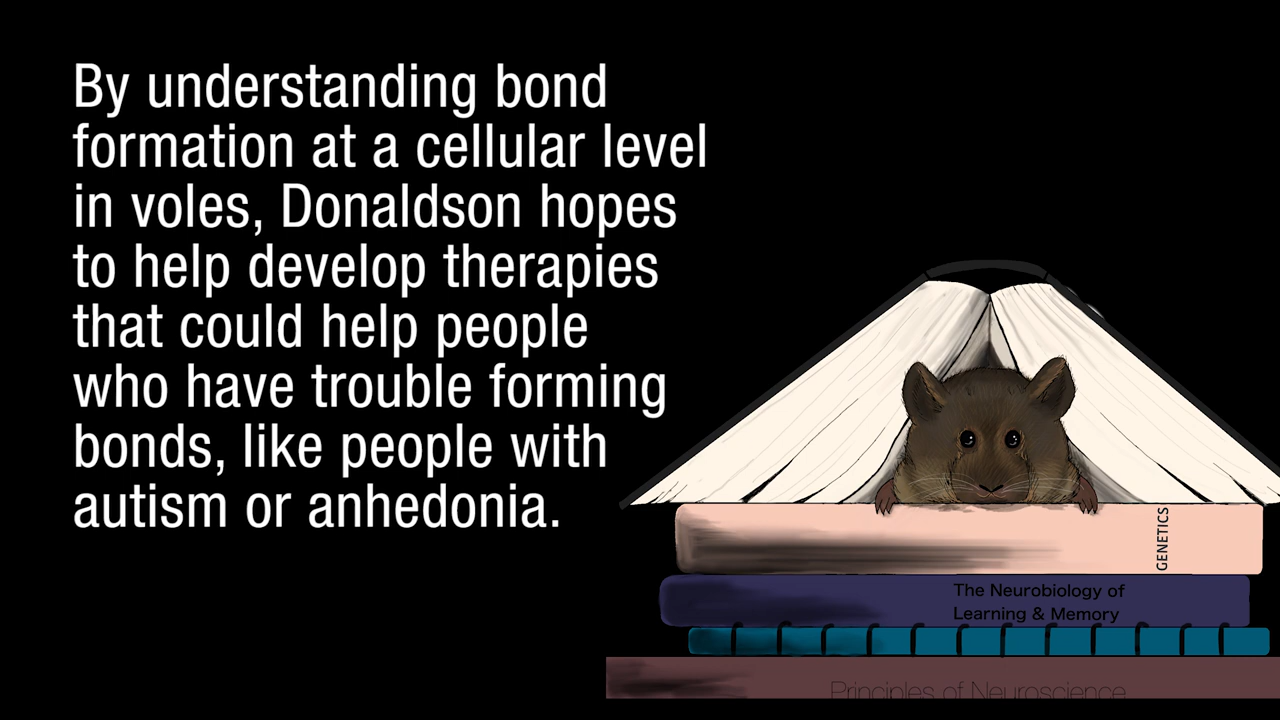 By understanding bond
formation at a cellular level
in voles, Donaldson hopes
to help develop therapies
that could help people
who have trouble forming
bonds, like people with
autism or anhedonia.
GENETICS
The Neurobiology of
Learning & Memory
Principles of Neuroscience